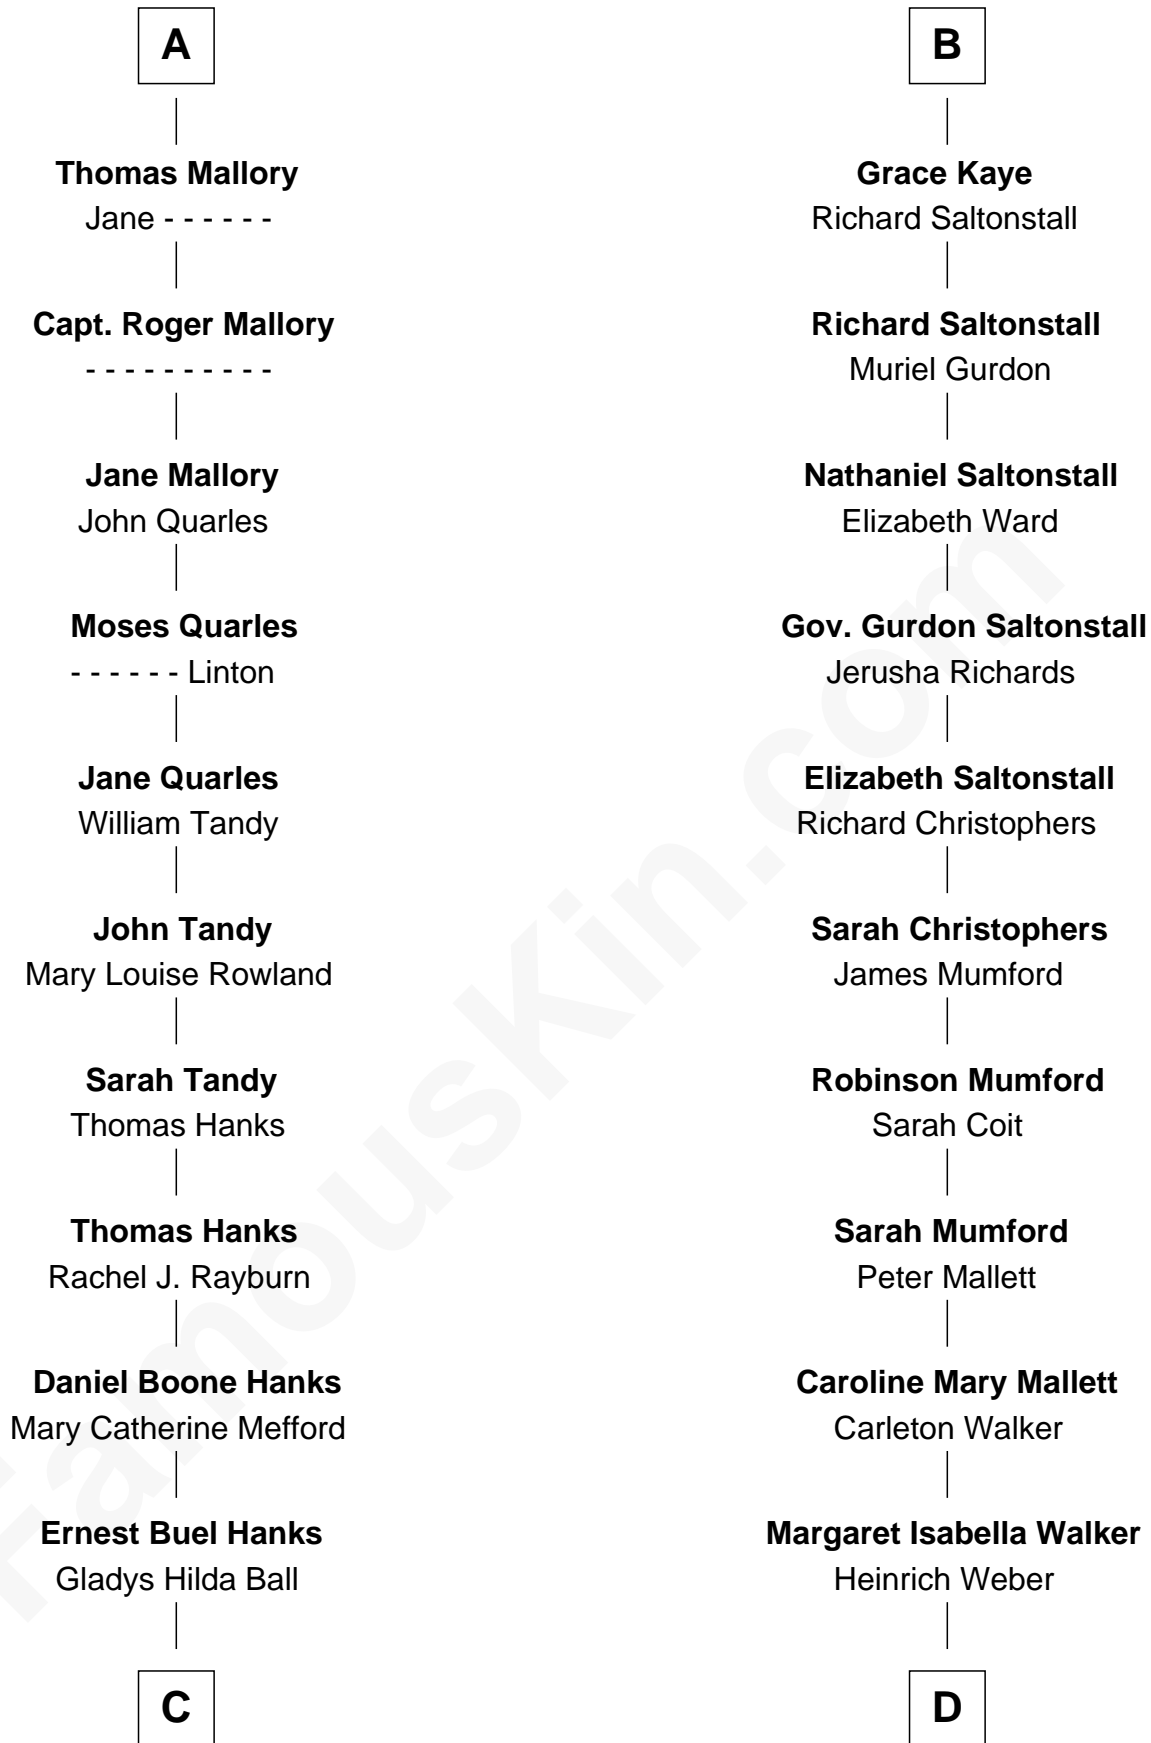 A
Thomas Mallory
Jane - - - - - -
Capt. Roger Mallory
- - - - - - - - - -
Jane Mallory
John Quarles
Moses Quarles
- - - - - - Linton
Jane Quarles
William Tandy
John Tandy
Mary Louise Rowland
Sarah Tandy
Thomas Hanks
Thomas Hanks
Rachel J. Rayburn
Daniel Boone Hanks
Mary Catherine Mefford
Ernest Buel Hanks
Gladys Hilda Ball
C
B
Grace Kaye
Richard Saltonstall
Richard Saltonstall
Muriel Gurdon
Nathaniel Saltonstall
Elizabeth Ward
Gov. Gurdon Saltonstall
Jerusha Richards
Elizabeth Saltonstall
Richard Christophers
Sarah Christophers
James Mumford
Robinson Mumford
Sarah Coit
Sarah Mumford
Peter Mallett
Caroline Mary Mallett
Carleton Walker
Margaret Isabella Walker
Heinrich Weber
D
FamousKin.com